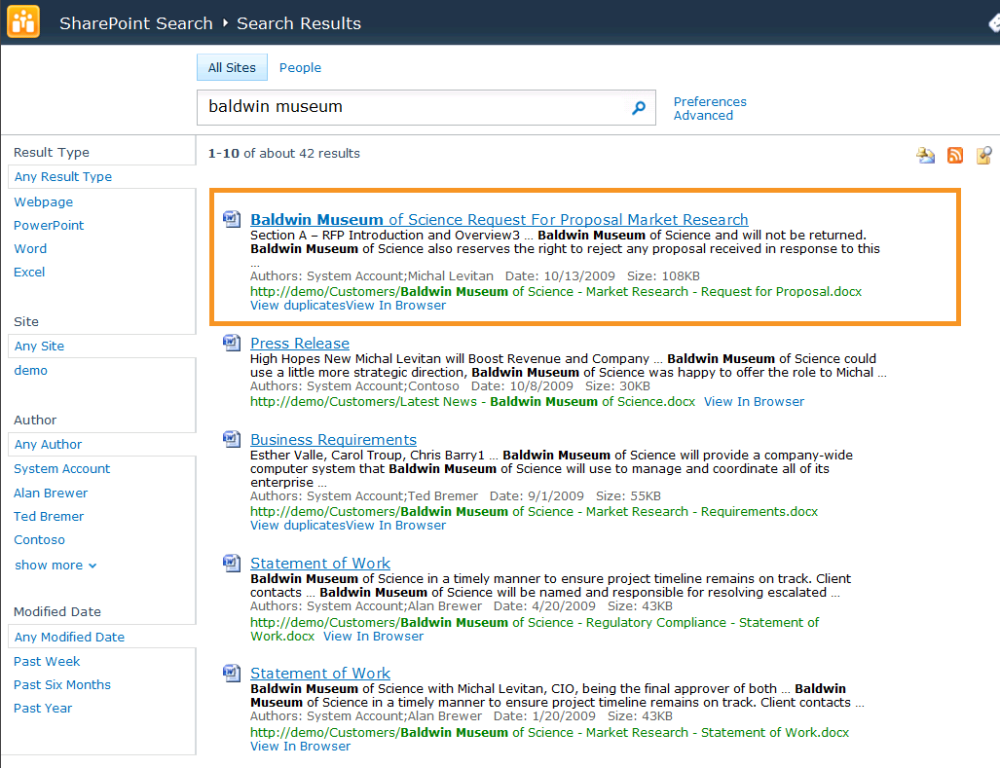 SharePoint Search ▸ Search Results
All Sites People
baldwin museum
Preferences
Advanced
Result Type
Any Result Type
Webpage
PowerPoint
Word
Excel
Site
Any Site
demo
Author
Any Author
System Account
Alan Brewer
Ted Bremer
Contoso
show more
Modified Date
Any Modified Date
Past Week
Past Six Months
Past Year
1-10 of about 42 results
Baldwin Museum of Science Request For Proposal Market Research
Section A – RFP Introduction and Overview3 ... Baldwin Museum of Science and will not be returned.
Baldwin Museum of Science also reserves the right to reject any proposal received in response to this
...
Authors: System Account;Michal Levitan Date: 10/13/2009 Size: 108KB
http://demo/Customers/Baldwin Museum of Science - Market Research - Request for Proposal.docx
View duplicatesView In Browser
Press Release
High Hopes New Michal Levitan will Boost Revenue and Company ... Baldwin Museum of Science could
use a little more strategic direction, Baldwin Museum of Science was happy to offer the role to Michal ...
Authors: System Account;Contoso Date: 10/8/2009 Size: 30KB
http://demo/Customers/Latest News - Baldwin Museum of Science.docx View In Browser
Business Requirements
Esther Valle, Carol Troup, Chris Barry1 ... Baldwin Museum of Science will provide a company-wide
computer system that Baldwin Museum of Science will use to manage and coordinate all of its
enterprise ...
Authors: System Account;Ted Bremer Date: 9/1/2009 Size: 55KB
http://demo/Customers/Baldwin Museum of Science - Market Research - Requirements.docx
View duplicatesView In Browser
Statement of Work
Baldwin Museum of Science in a timely manner to ensure project timeline remains on track. Client
contacts ... Baldwin Museum of Science will be named and responsible for resolving escalated ...
Authors: System Account;Alan Brewer Date: 4/20/2009 Size: 43KB
http://demo/Customers/Baldwin Museum of Science - Regulatory Compliance - Statement of
Work.docx View In Browser
Statement of Work
Baldwin Museum of Science with Michal Levitan, CIO, being the final approver of both ... Baldwin
Museum of Science in a timely manner to ensure project timeline remains on track. Client contacts ...
Authors: System Account;Alan Brewer Date: 1/20/2009 Size: 43KB
http://demo/Customers/Baldwin Museum of Science - Market Research - Statement of Work.docx
View In Browser